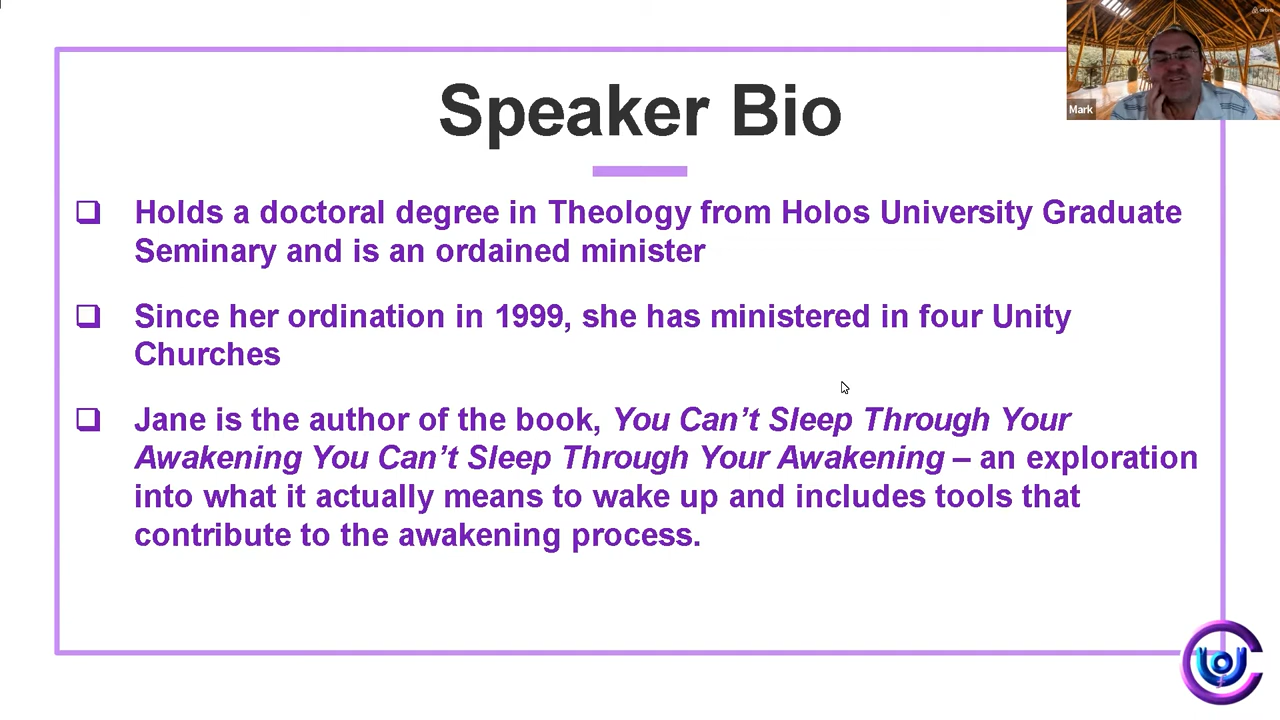 Speaker Bio
Holds a doctoral degree in Theology from Holos University Graduate
Seminary and is an ordained minister
Since her ordination in 1999, she has ministered in four Unity
Churches
Jane is the author of the book, You Can’t Sleep Through Your
Awakening You Can’t Sleep Through Your Awakening – an exploration
into what it actually means to wake up and includes tools that
contribute to the awakening process.
Mark
airbnb